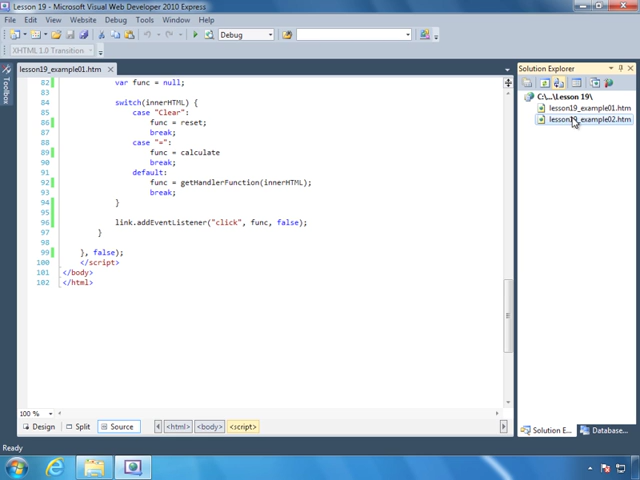 Lesson 19 - Microsoft Visual Web Developer 2010 Express
File Edit View Website Debug Tools Window Help
Debug
XHTML 1.0 Transition
lesson19_example01.htm
Toolbox
82 var func = null;
83
84 switch(innerHTML) {
85 case "Clear":
86 func = reset;
87 break;
88 case "=":
89 func = calculate
90 break;
91 default:
92 func = getHandlerFunction(innerHTML);
93 break;
94 }
95
96 link.addEventListener("click", func, false);
97 }
98
99 }, false);
100 </script>
101 </body>
102 </html>
100 %
Design Split Source <html> <body> <script>
Solution Explorer
C:\...\Lesson 19\
lesson19_example01.htm
lesson19_example02.htm
Solution E... Database...
Ready